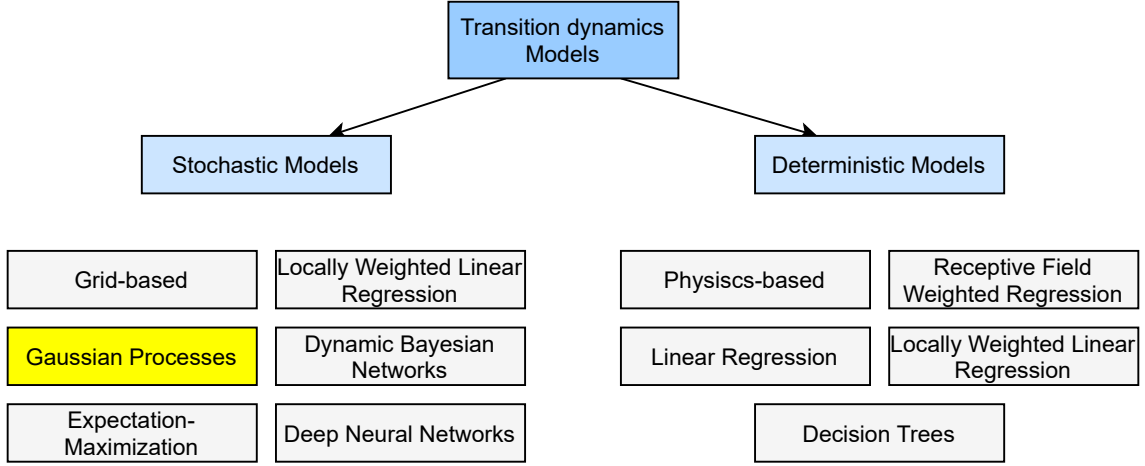 Transition dynamics
Models
Stochastic Models
Deterministic Models
Grid-based
Locally Weighted Linear
Regression
Physiscs-based
Receptive Field
Weighted Regression
Gaussian Processes
Dynamic Bayesian
Networks
Linear Regression
Locally Weighted Linear
Regression
Expectation-
Maximization
Deep Neural Networks
Decision Trees